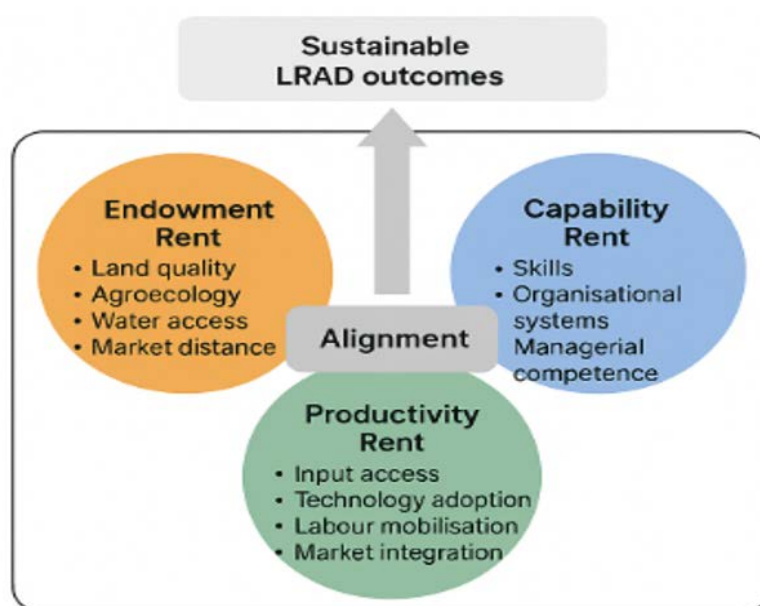 Sustainable
LRAD outcomes
Endowment
Rent
• Land quality
• Agroecology
• Water access
• Market distance
Capability
Rent
• Skills
• Organisational
systems
Managerial
competence
Alignment
Productivity
Rent
• Input access
• Technology adoption
• Labour mobilisation
• Market integration